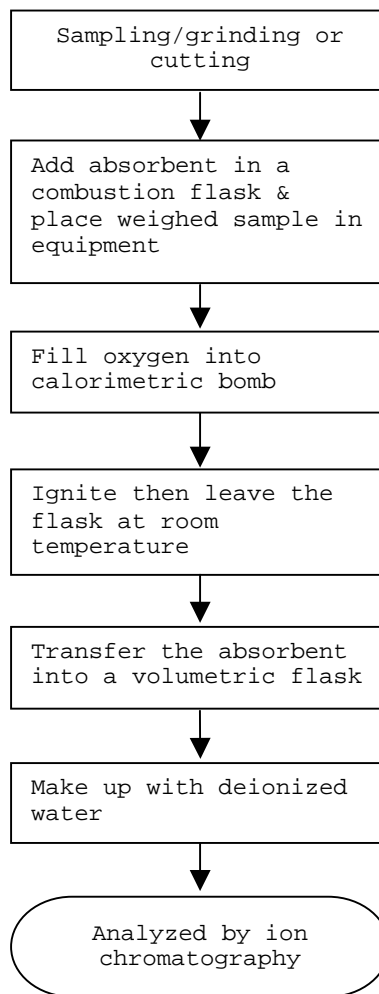 Sampling/grinding or
cutting
Add absorbent in a
combustion flask &
place weighed sample in
equipment
Fill oxygen into
calorimetric bomb
Ignite then leave the
flask at room
temperature
Transfer the absorbent
into a volumetric flask
Make up with deionized
water
Analyzed by ion
chromatography